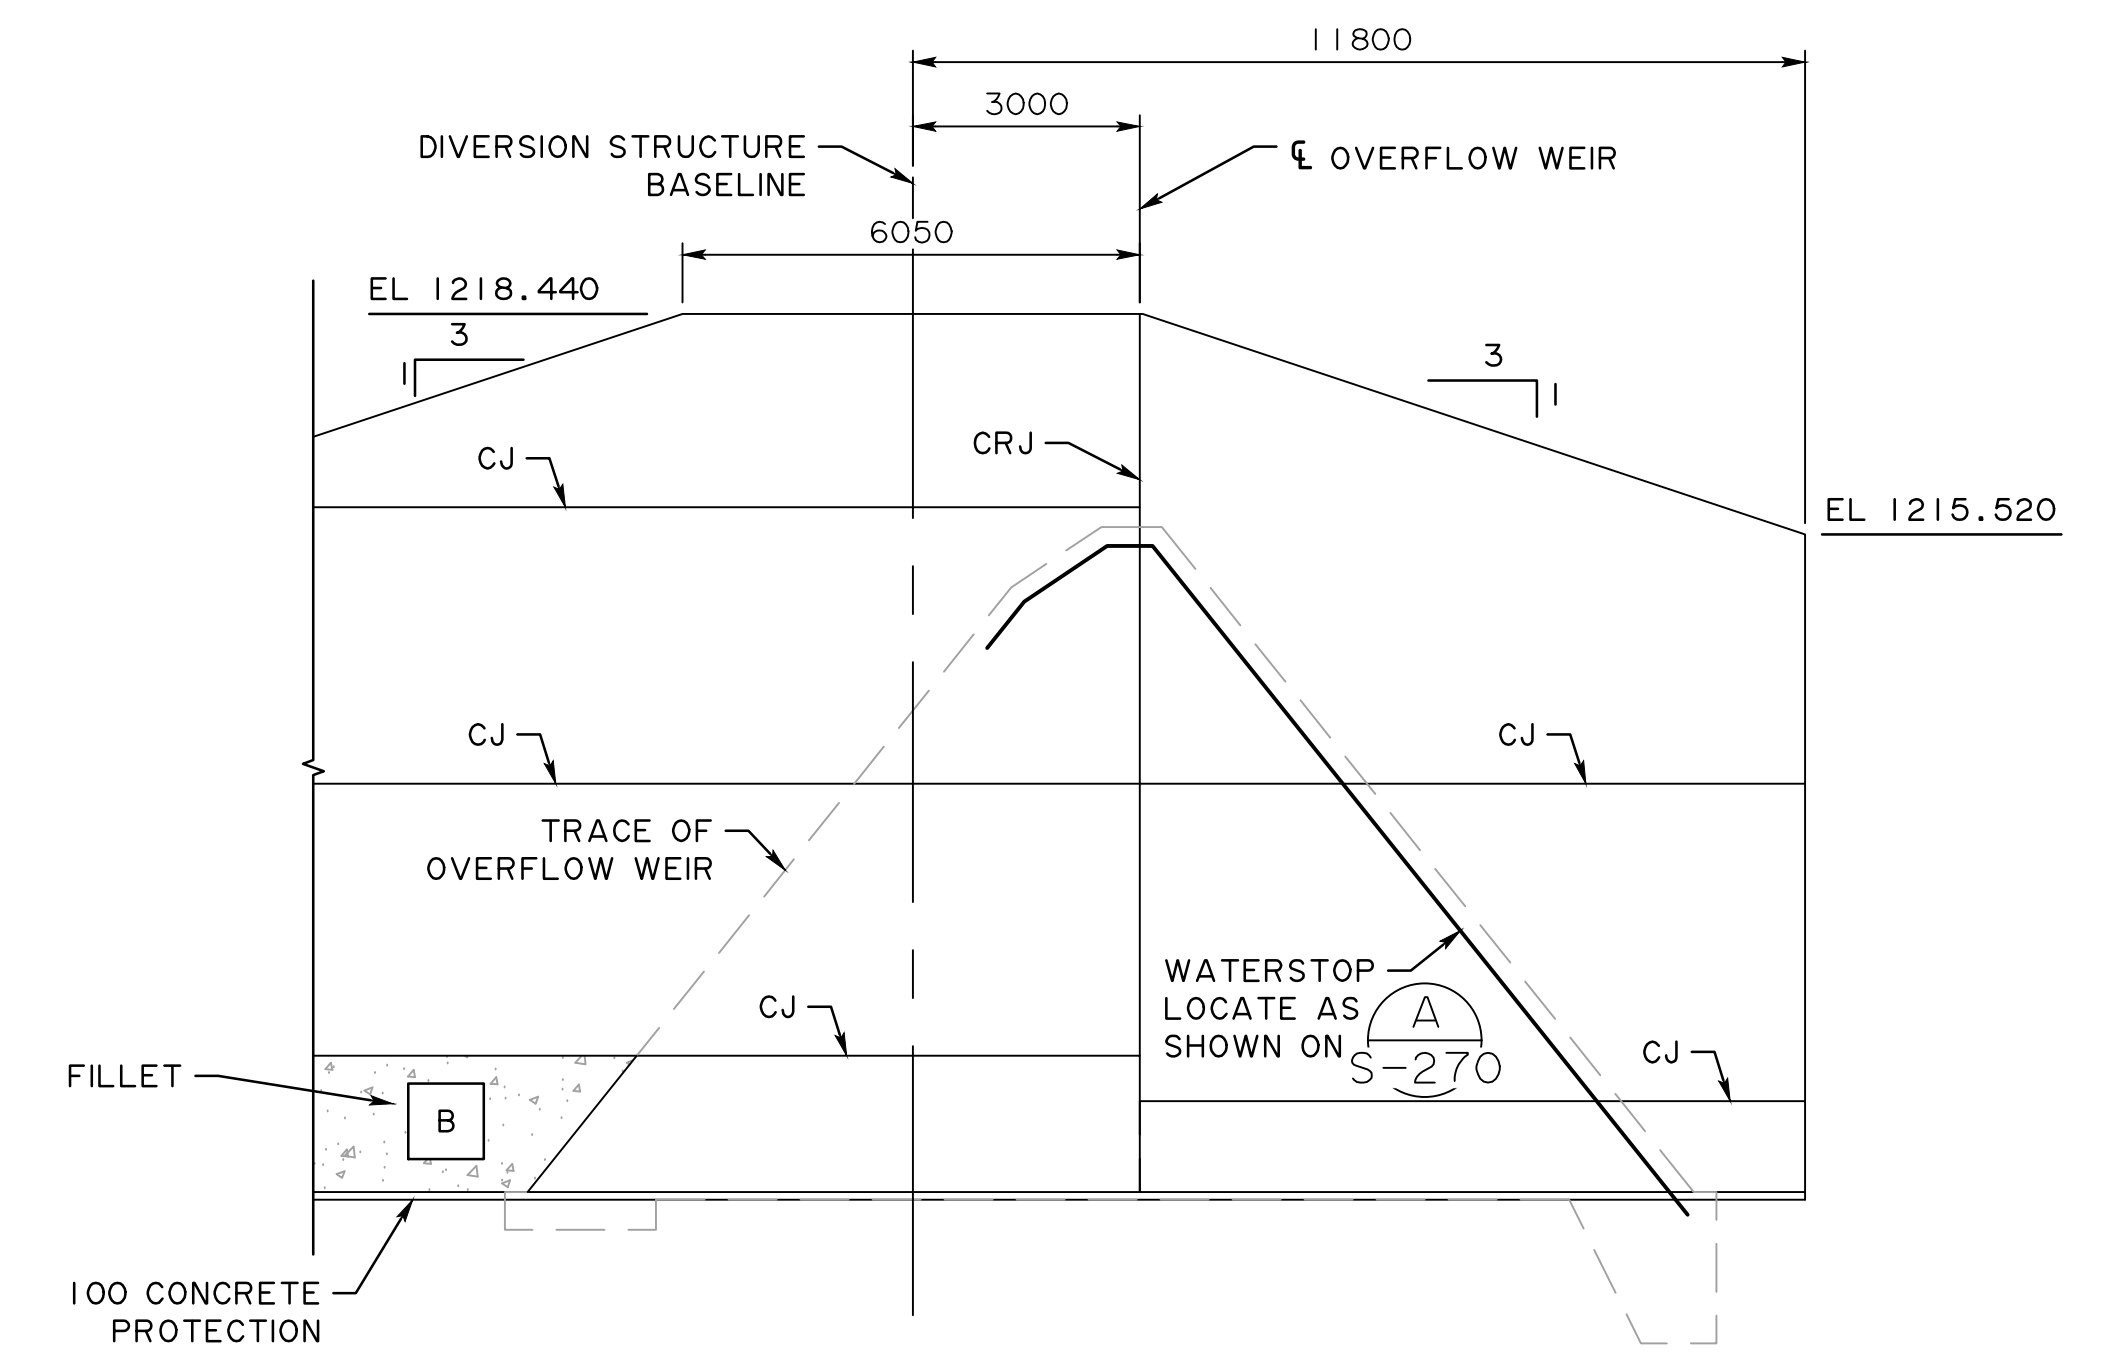 11800
3000
DIVERSION STRUCTURE
BASELINE
℄ OVERFLOW WEIR
6050
EL 1218.440
3
1
3
1
CRJ
CJ
EL 1215.520
CJ
CJ
TRACE OF
OVERFLOW WEIR
WATERSTOP
LOCATE AS
SHOWN ON
A
S-270
CJ
CJ
FILLET
B
100 CONCRETE
PROTECTION